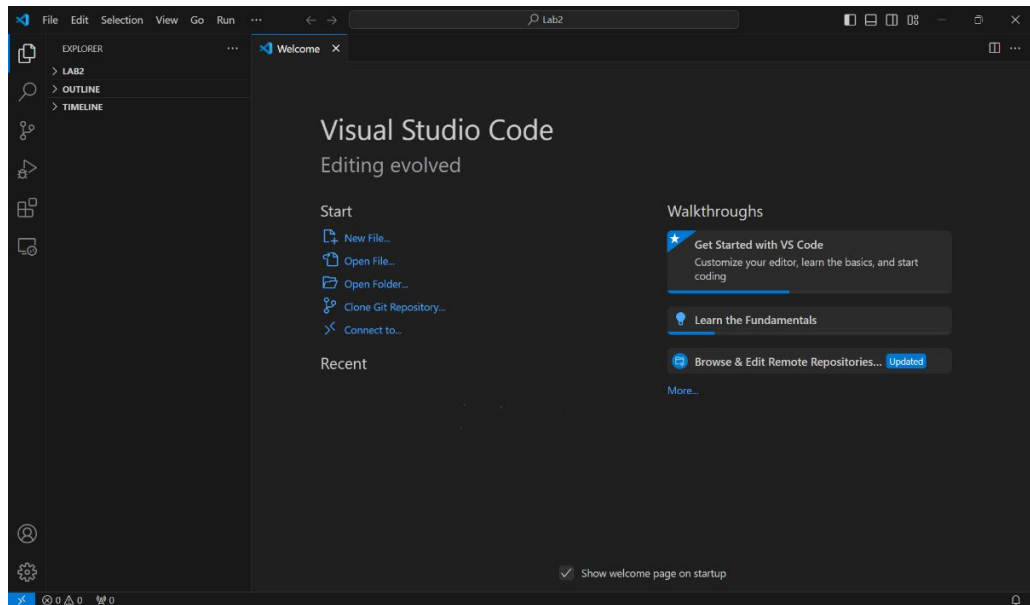 File Edit Selection View Go Run ... Lab2
EXPLORER ...
Welcome
LAB2
OUTLINE
TIMELINE
Visual Studio Code
Editing evolved
Start
New File...
Open File...
Open Folder...
Clone Git Repository...
Connect to...
Recent
Walkthroughs
Get Started with VS Code
Customize your editor, learn the basics, and start
coding
Learn the Fundamentals
Browse & Edit Remote Repositories... Updated
More...
Show welcome page on startup
0 0 0